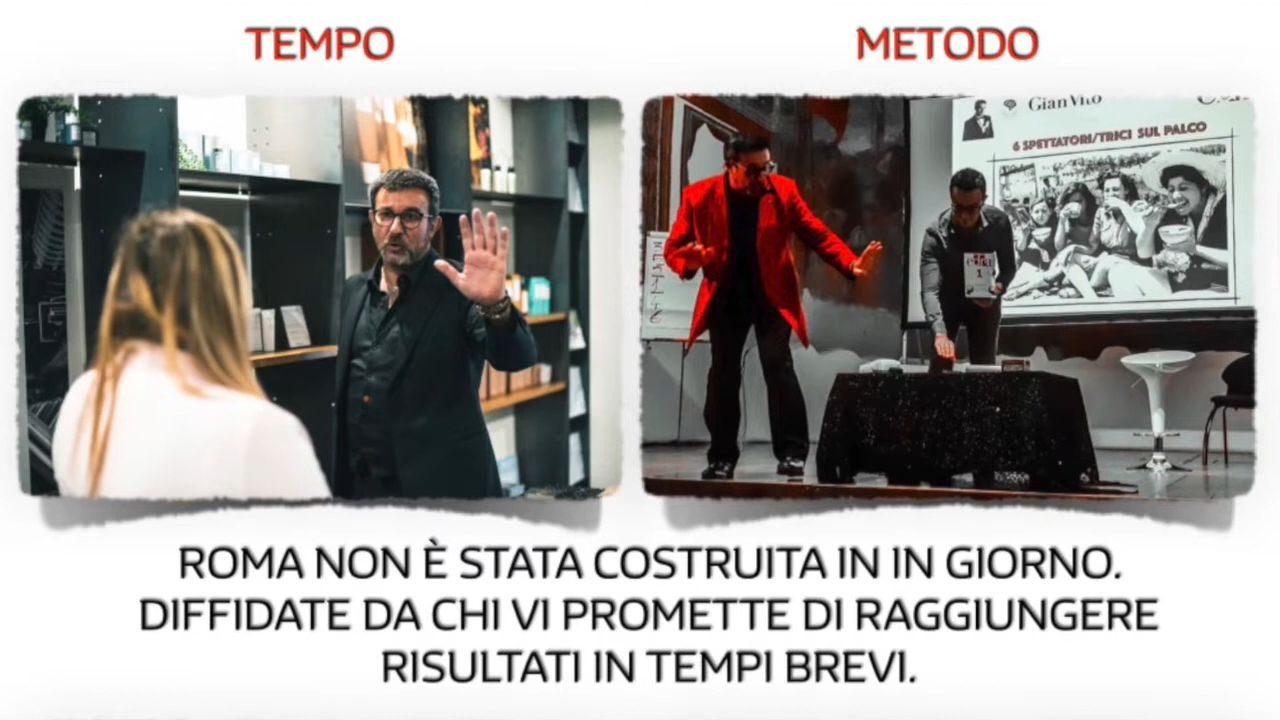 TEMPO
METODO
Gian Vito
6 SPETTATORI/TRICI SUL PALCO
1
ROMA NON È STATA COSTRUITA IN IN GIORNO.
DIFFIDATE DA CHI VI PROMETTE DI RAGGIUNGERE
RISULTATI IN TEMPI BREVI.